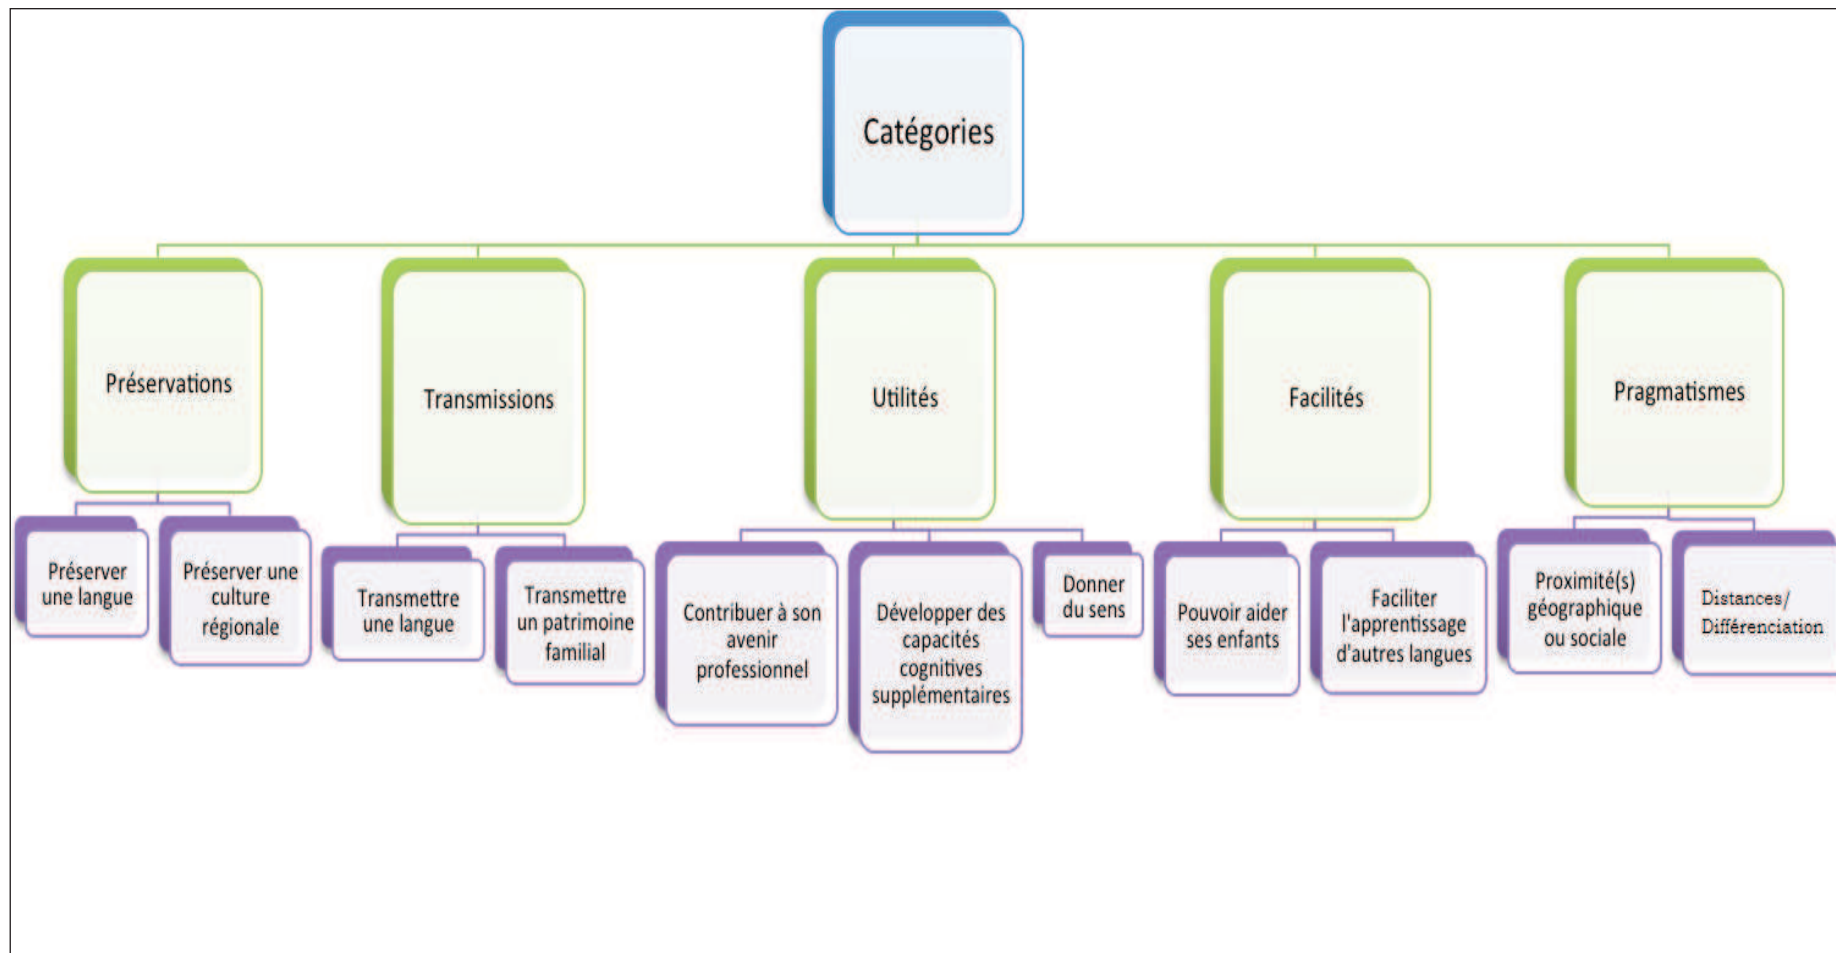 Catégories
Préservations
Transmissions
Utilités
Facilités
Pragmatismes
Préserver
une langue
Préserver une
culture
régionale
Transmettre
une langue
Transmettre
un patrimoine
familial
Contribuer à son
avenir
professionnel
Développer des
capacités
cognitives
supplémentaires
Donner
du sens
Pouvoir aider
ses enfants
Faciliter
l'apprentissage
d'autres langues
Proximité(s)
géographique
ou sociale
Distances/
Différenciation